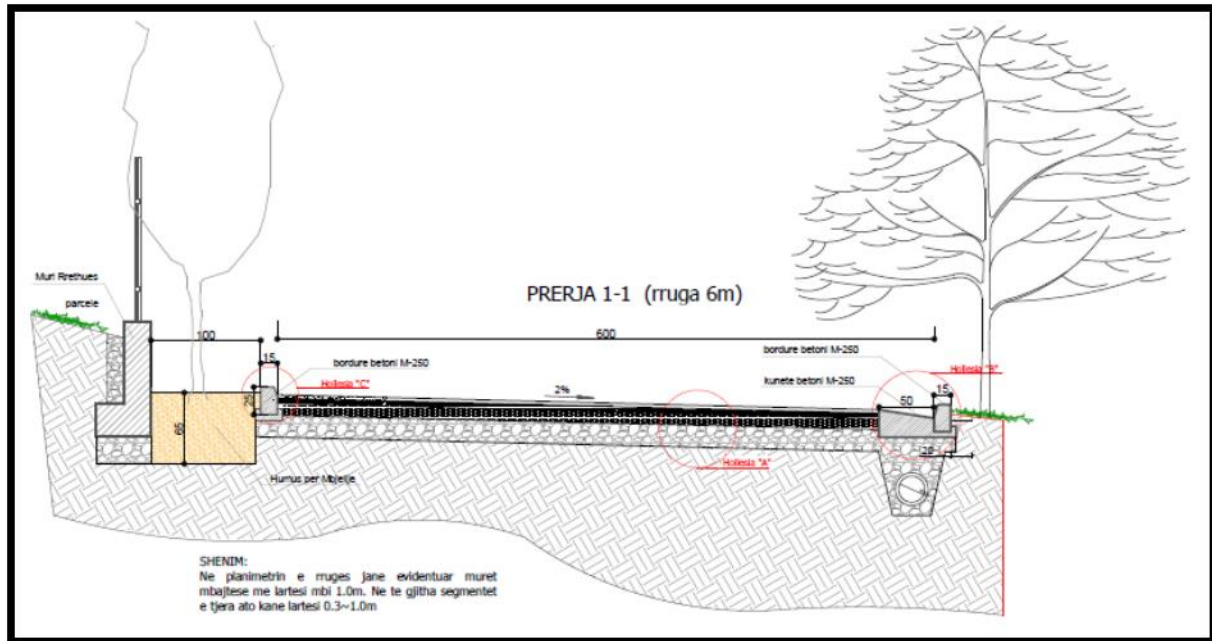 PRERJA 1-1 (rruga 6m)
Muri Rrethues
parcele
100
600
15
bordure betoni M-250
Hollesia "C"
25
65
2%
bordure betoni M-250
Hollesia "B"
kunete betoni M-250
15
50
20
Hollesia "A"
Humus per Mbjellje
SHENIM:
Ne planimetrin e rruges jane evidentuar muret
mbajtese me lartesi mbi 1.0m. Ne te gjitha segmentet
e tjera ato kane lartesi 0.3~1.0m